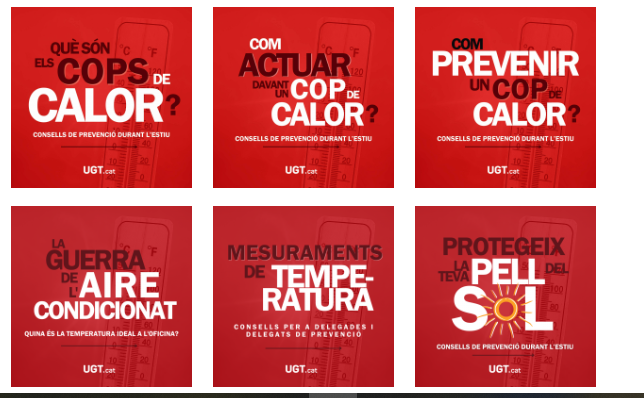 QUÈ SÓN
ELS COPS DE
CALOR?
CONSELLS DE PREVENCIÓ DURANT L'ESTIU
UGT.cat
COM
ACTUAR
DAVANT UN COP DE
CALOR?
CONSELLS DE PREVENCIÓ DURANT L'ESTIU
UGT.cat
COM
PREVENIR
UN COP DE
CALOR?
CONSELLS DE PREVENCIÓ DURANT L'ESTIU
UGT.cat
LA
GUERRA
DE
L'AIRE
CONDICIONAT
QUINA ÉS LA TEMPERATURA IDEAL A L'OFICINA?
UGT.cat
MESURAMENTS
DE TEMPE-
RATURA
CONSELLS PER A DELEGADES I
DELEGATS DE PREVENCIÓ
UGT.cat
PROTEGEIX
LA TEVA PELL DEL
SOL
CONSELLS DE PREVENCIÓ DURANT L'ESTIU
UGT.cat